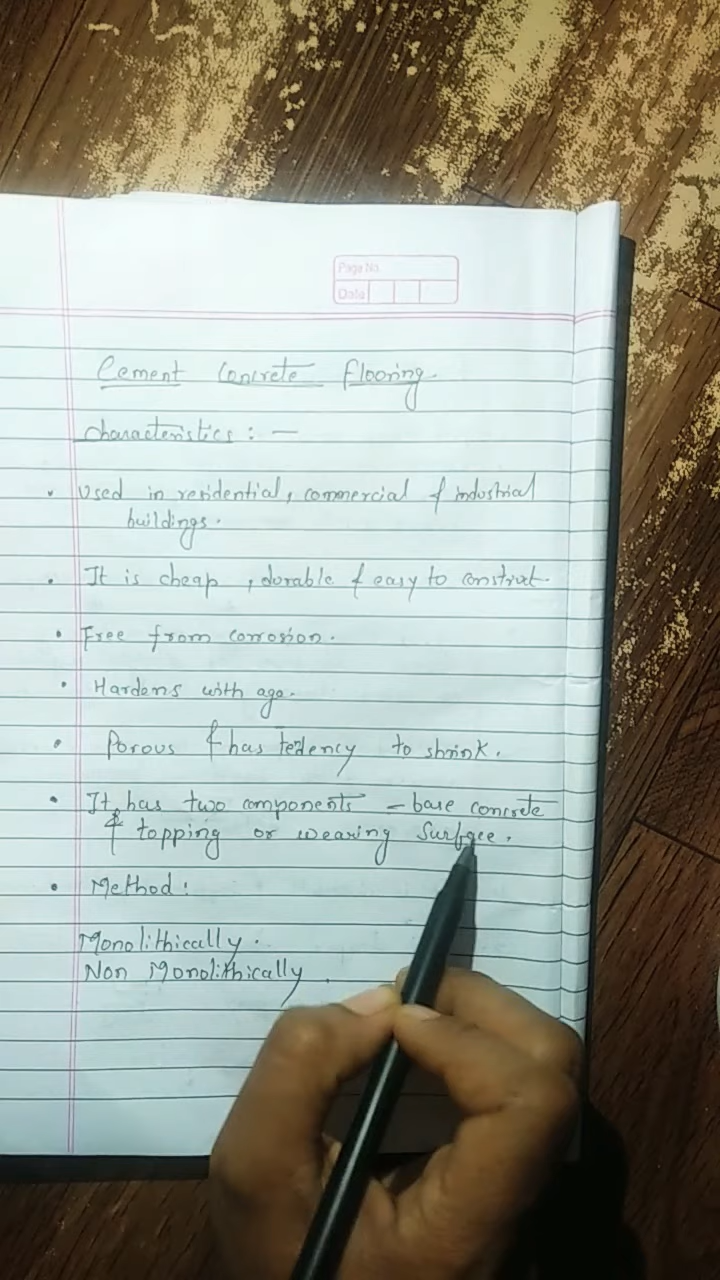 Page No.
Date
Cement Concrete Flooring.
Characteristics : —
• Used in residential, commercial & industrial
buildings.
• It is cheap , durable & easy to construct.
• Free from corrosion.
• Hardens with age.
• Porous & has tedency to shrink.
• It has two components – base concrete
& topping or wearing Surface.
• Method :
Monolithically.
Non Monolithically.